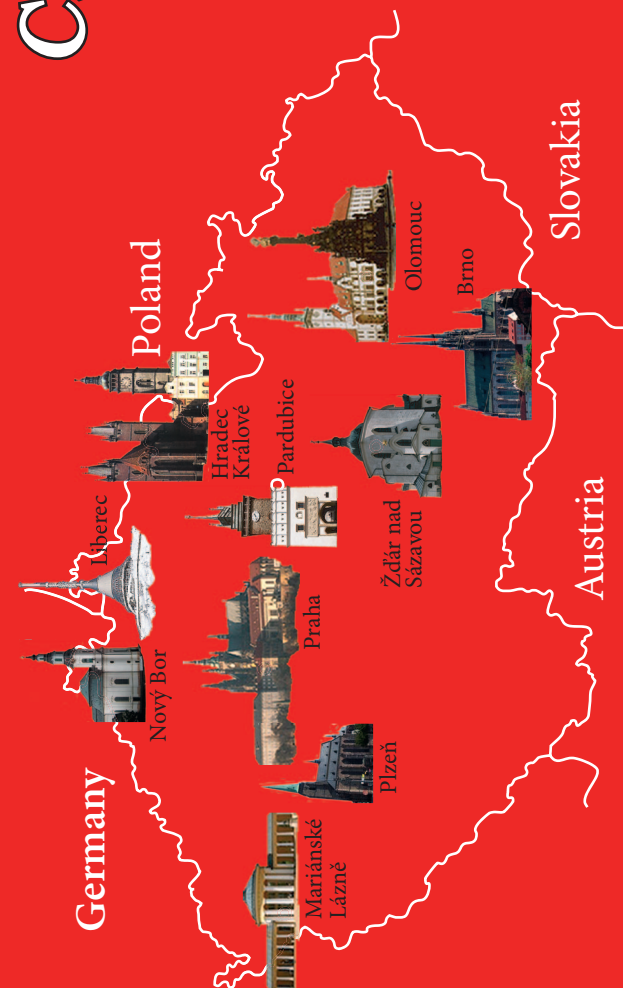 C
Germany
Liberec
Poland
Nový Bor
Hradec
Králové
Pardubice
Praha
Mariánské
Lázně
Plzeň
Žďár nad
Sázavou
Olomouc
Brno
Slovakia
Austria